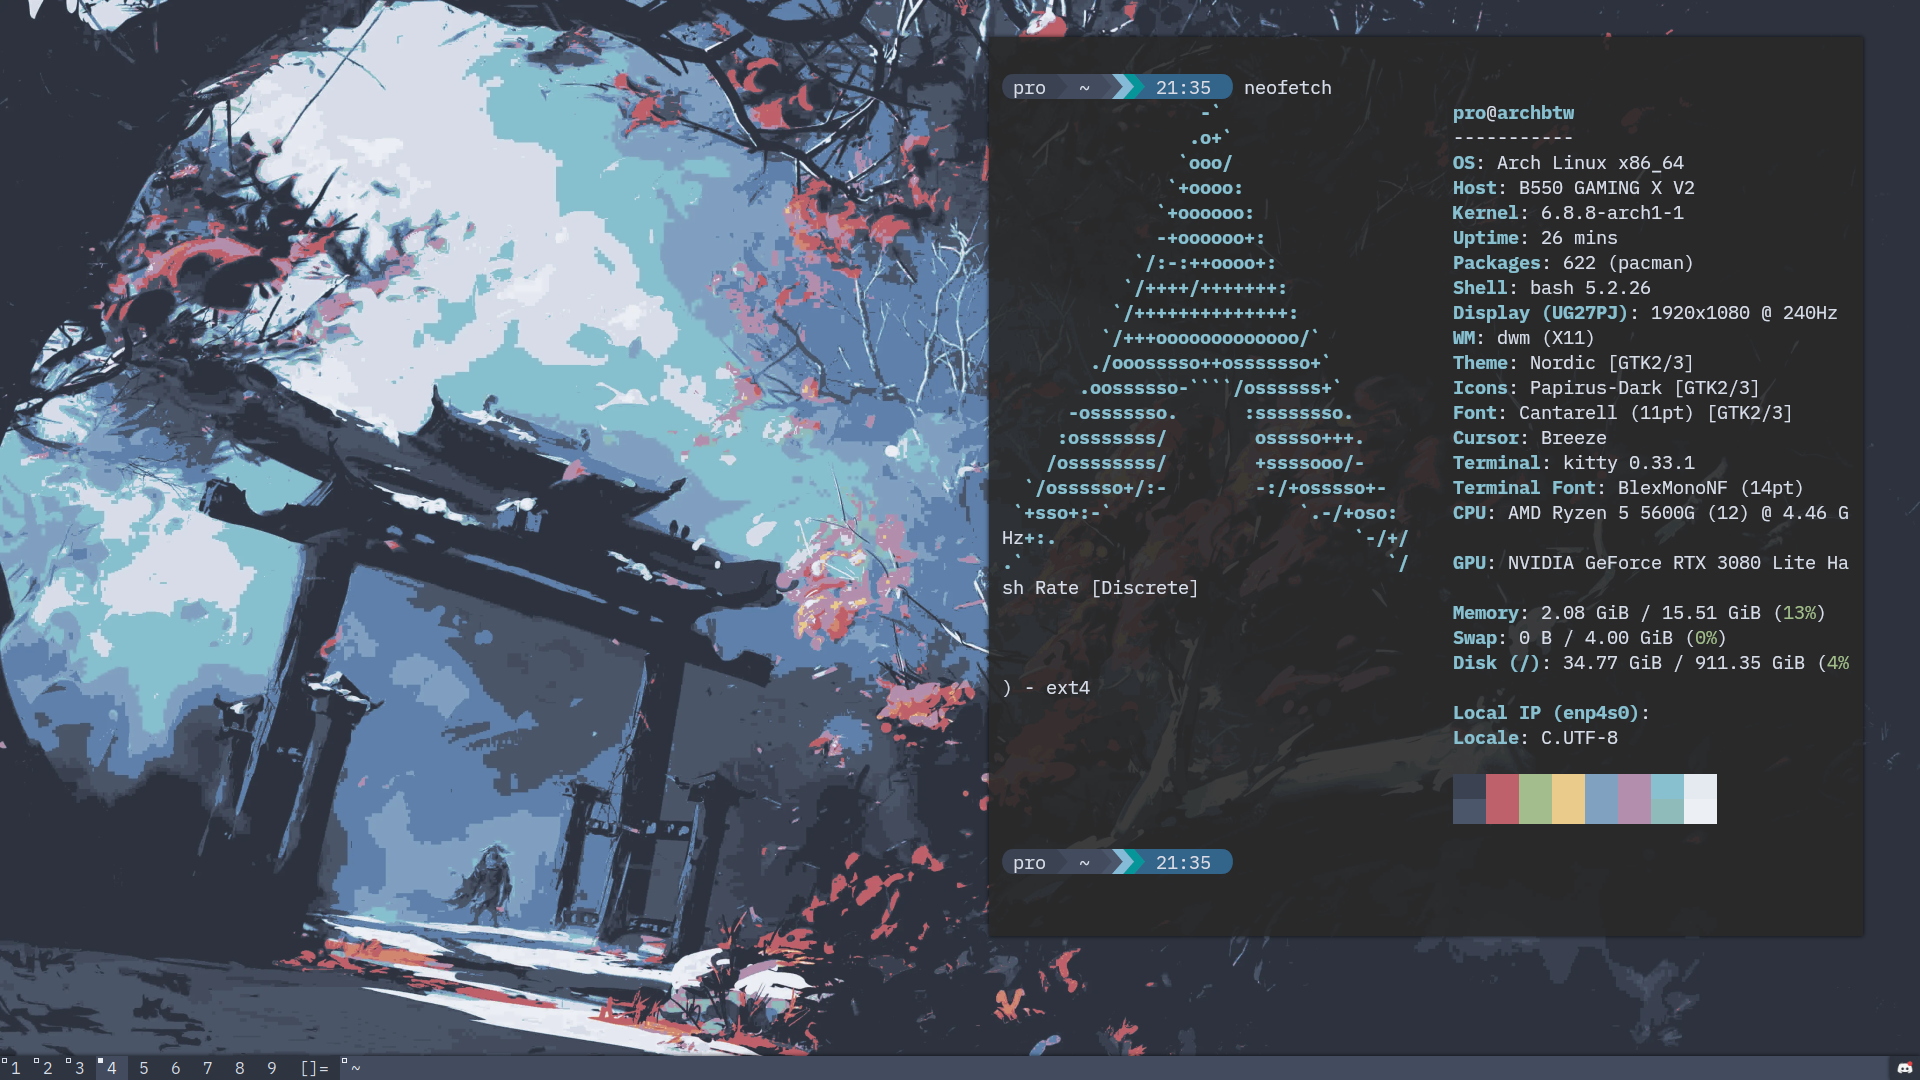 pro ~ 21:35 neofetch
-`                    pro@archbtw
.o+`                   -----------
`ooo/                   OS: Arch Linux x86_64
`+oooo:                  Host: B550 GAMING X V2
`+oooooo:                 Kernel: 6.8.8-arch1-1
-+oooooo+:                Uptime: 26 mins
`/:-:++oooo+:               Packages: 622 (pacman)
`/++++/+++++++:              Shell: bash 5.2.26
`/++++++++++++++:             Display (UG27PJ): 1920x1080 @ 240Hz
`/+++ooooooooooooo/`           WM: dwm (X11)
./ooosssso++osssssso+`          Theme: Nordic [GTK2/3]
.oossssso-````/ossssss+`         Icons: Papirus-Dark [GTK2/3]
-osssssso.      :ssssssso.        Font: Cantarell (11pt) [GTK2/3]
:osssssss/        osssso+++.       Cursor: Breeze
/ossssssss/        +ssssooo/-       Terminal: kitty 0.33.1
`/ossssso+/:-        -:/+osssso+-     Terminal Font: BlexMonoNF (14pt)
`+sso+:-`                 `.-/+oso:    CPU: AMD Ryzen 5 5600G (12) @ 4.46 G
Hz+:.                           `-/+/
.`                                 `/   GPU: NVIDIA GeForce RTX 3080 Lite Ha
sh Rate [Discrete]
Memory: 2.08 GiB / 15.51 GiB (13%)
Swap: 0 B / 4.00 GiB (0%)
Disk (/): 34.77 GiB / 911.35 GiB (4%
) - ext4
Local IP (enp4s0):
Locale: C.UTF-8
pro ~ 21:35
1 2 3 4 5 6 7 8 9 []= ~